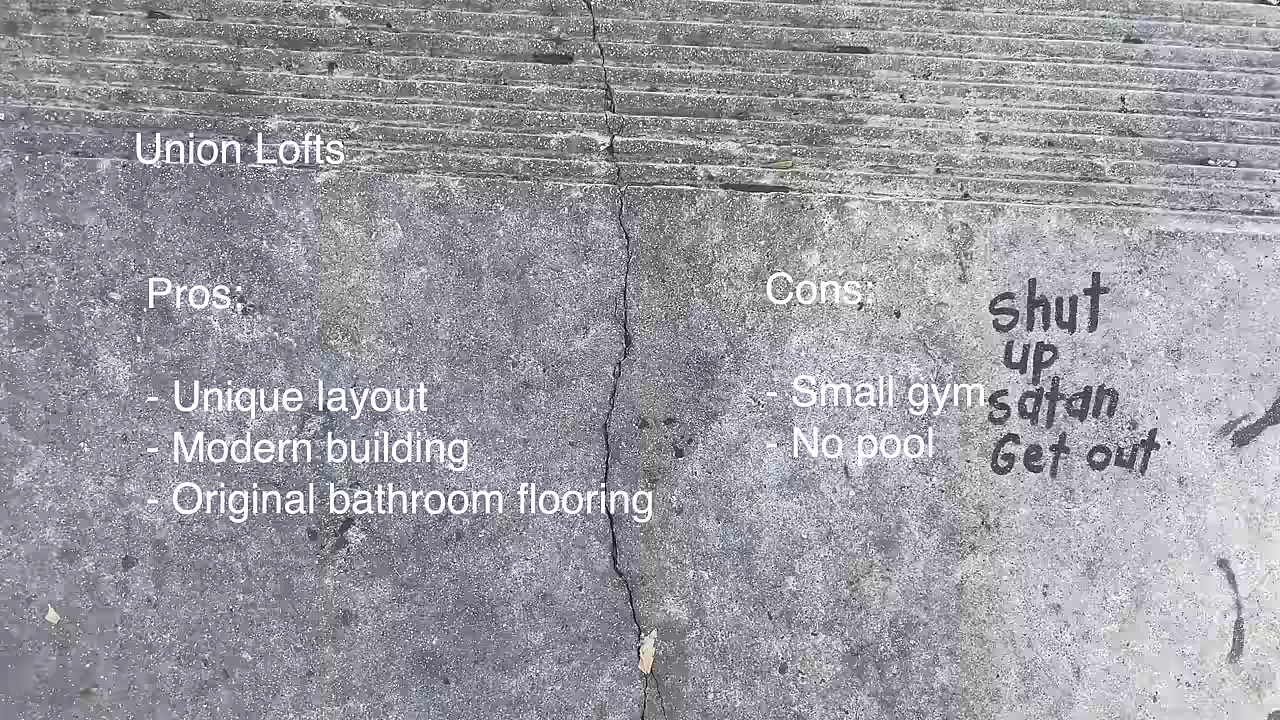 Union Lofts
Pros:
- Unique layout
- Modern building
- Original bathroom flooring
Cons:
- Small gym
- No pool
shut
up
satan
Get out